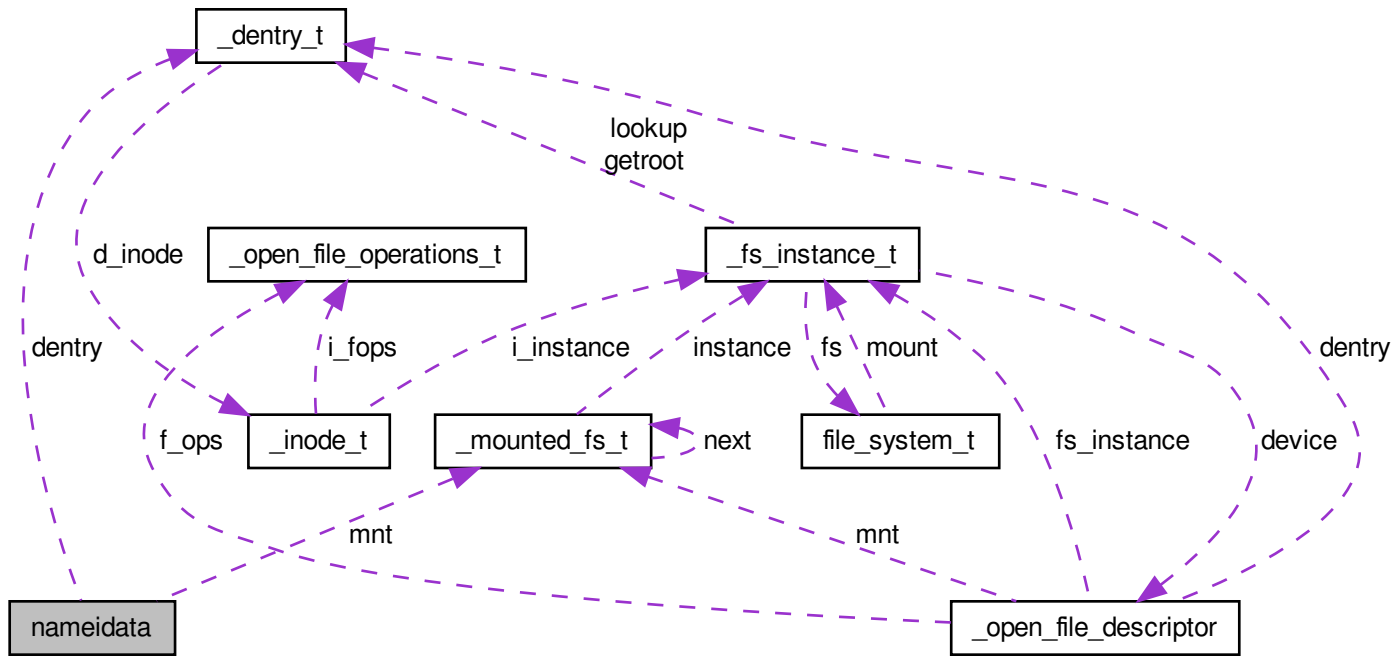 _dentry_t
lookup
getroot
_open_file_operations_t
_fs_instance_t
d_inode
dentry
i_fops
i_instance
instance
fs
mount
dentry
f_ops
_inode_t
_mounted_fs_t
next
file_system_t
fs_instance
device
mnt
mnt
nameidata
_open_file_descriptor